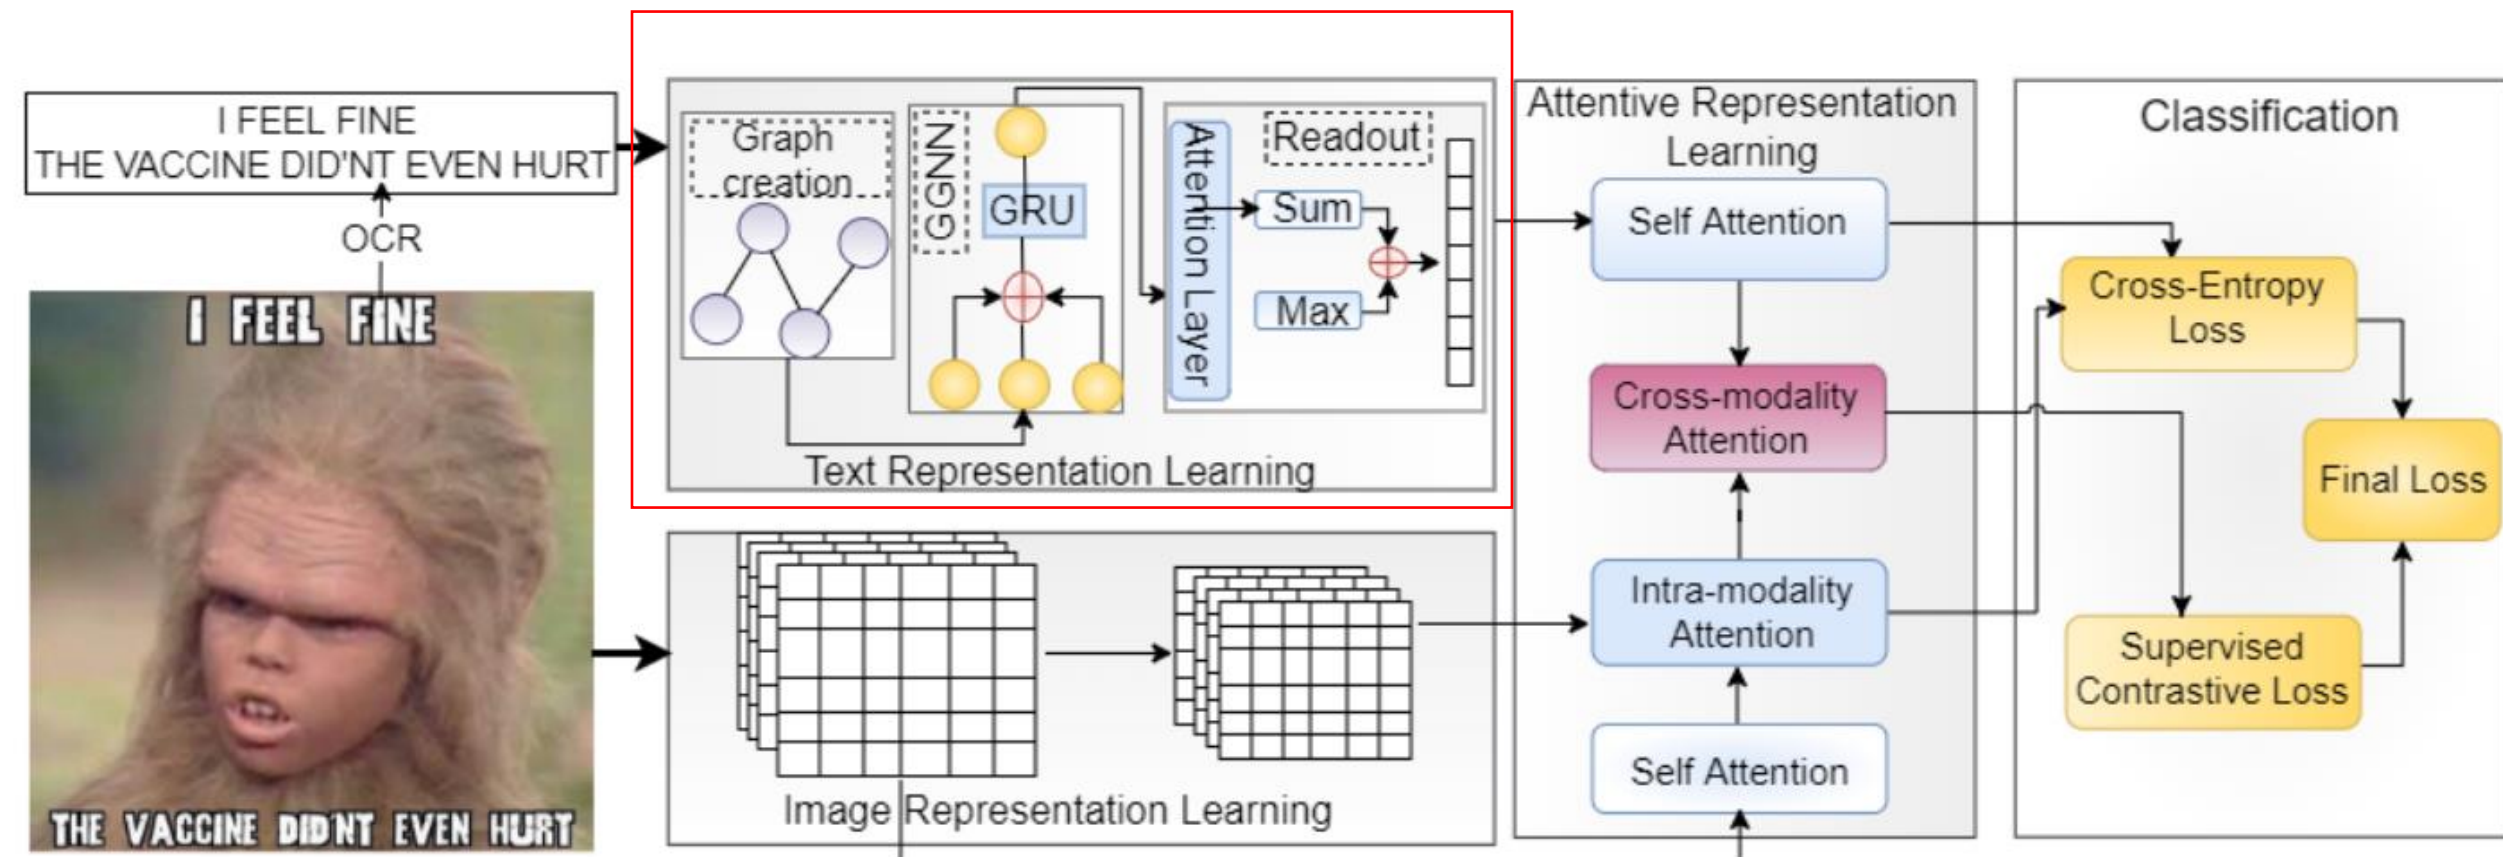 I FEEL FINE
THE VACCINE DID'NT EVEN HURT
OCR
I FEEL FINE
THE VACCINE DID'NT EVEN HURT
Graph
creation
GGNN
GRU
Attention Layer
Readout
Sum
Max
Text Representation Learning
Image Representation Learning
Attentive Representation
Learning
Self Attention
Cross-modality
Attention
Intra-modality
Attention
Self Attention
Classification
Cross-Entropy
Loss
Final Loss
Supervised
Contrastive Loss